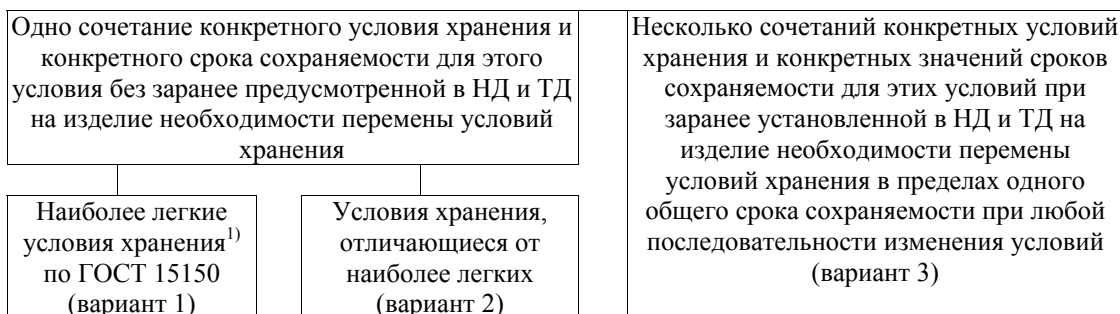 Одно сочетание конкретного условия хранения и
конкретного срока сохраняемости для этого
условия без заранее предусмотренной в НД и ТД
на изделие необходимости перемены условий
хранения
Наиболее легкие
условия хранения1)
по ГОСТ 15150
(вариант 1)
Условия хранения,
отличающиеся от
наиболее легких
(вариант 2)
Несколько сочетаний конкретных условий
хранения и конкретных значений сроков
сохраняемости для этих условий при
заранее установленной в НД и ТД на
изделие необходимости перемены
условий хранения в пределах одного
общего срока сохраняемости при любой
последовательности изменения условий
(вариант 3)